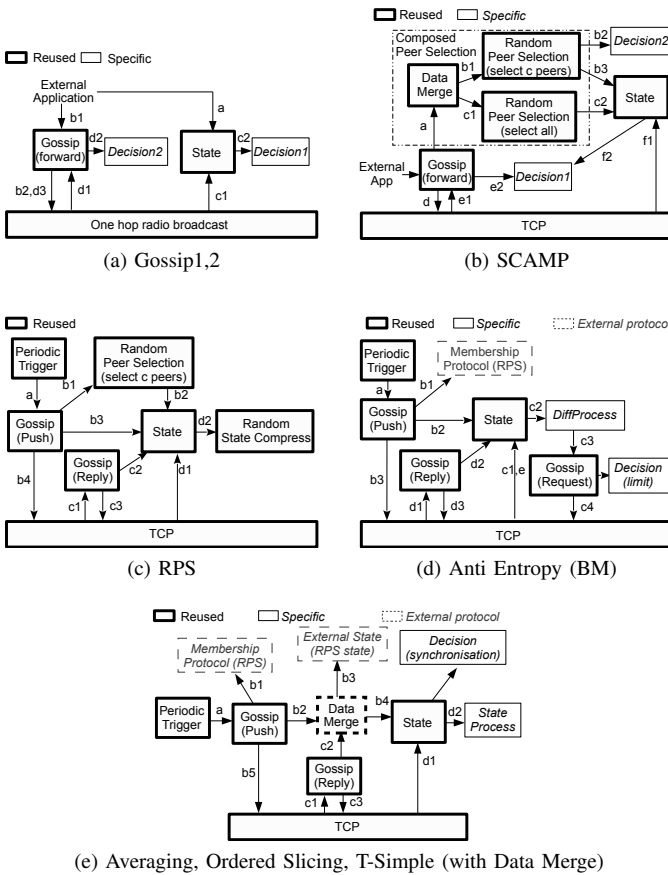 Reused
Specific
External
Application
a
b1
Gossip
(forward)
d2
Decision2
State
c2
Decision1
b2,d3
d1
c1
One hop radio broadcast
(a) Gossip1,2
Reused
Specific
Composed
Peer Selection
Random
Peer Selection
(select c peers)
b2
Decision2
b1
b3
Data
Merge
State
c1
Random
Peer Selection
(select all)
c2
a
f1
f2
External
App
Gossip
(forward)
e2
Decision1
d
e1
TCP
(b) SCAMP
Reused
Periodic
Trigger
Random
Peer Selection
(select c peers)
a
b1
b2
Gossip
(Push)
b3
State
d2
Random
State Compress
b4
Gossip
(Reply)
c2
d1
c1
c3
TCP
(c) RPS
Reused
Specific
External protocol
Periodic
Trigger
Membership
Protocol (RPS)
a
b1
Gossip
(Push)
b2
State
c2
DiffProcess
c3
b3
Gossip
(Reply)
d2
c1,e
Gossip
(Request)
Decision
(limit)
d1
d3
c4
TCP
(d) Anti Entropy (BM)
Reused
Specific
External protocol
Membership
Protocol (RPS)
External State
(RPS state)
Decision
(synchronisation)
b1
b3
Periodic
Trigger
a
Gossip
(Push)
b2
Data
Merge
b4
State
d2
State
Process
c2
b5
Gossip
(Reply)
d1
c1
c3
TCP
(e) Averaging, Ordered Slicing, T-Simple (with Data Merge)